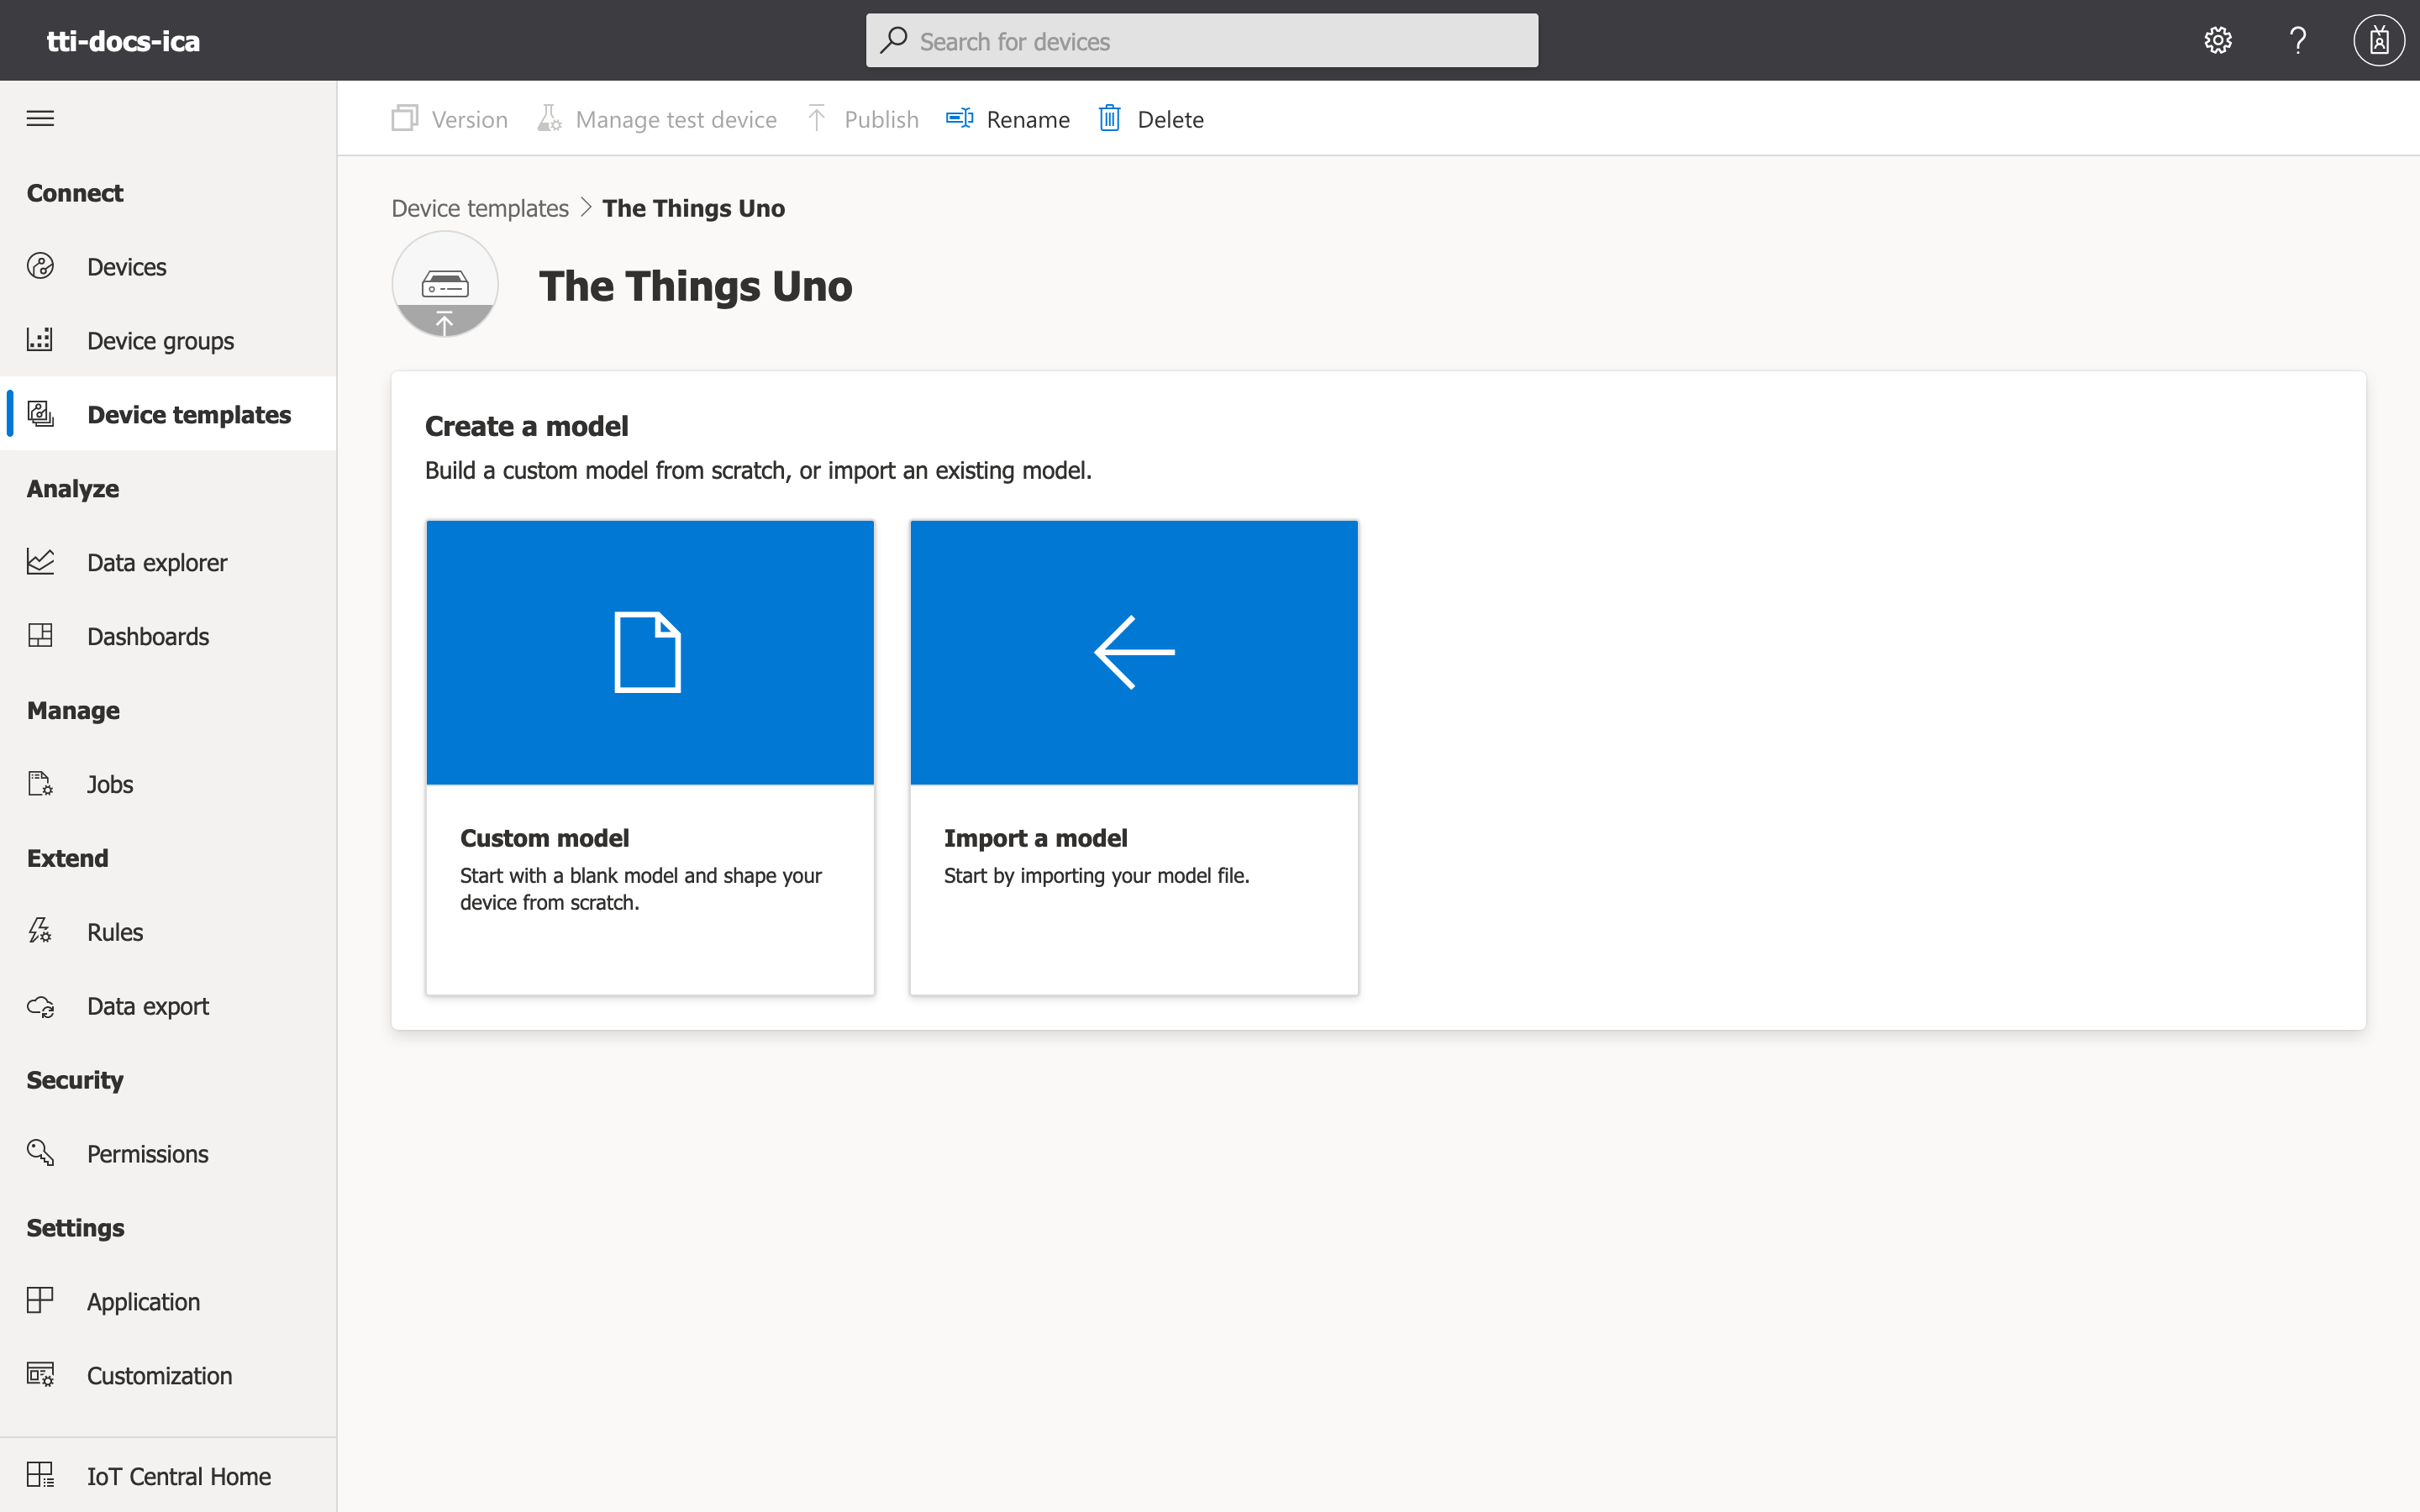 tti-docs-ica
Search for devices
Version
Manage test device
Publish
Rename
Delete
Connect
Devices
Device groups
Device templates
Analyze
Data explorer
Dashboards
Manage
Jobs
Extend
Rules
Data export
Security
Permissions
Settings
Application
Customization
IoT Central Home
Device templates > The Things Uno
The Things Uno
Create a model
Build a custom model from scratch, or import an existing model.
Custom model
Start with a blank model and shape your
device from scratch.
Import a model
Start by importing your model file.